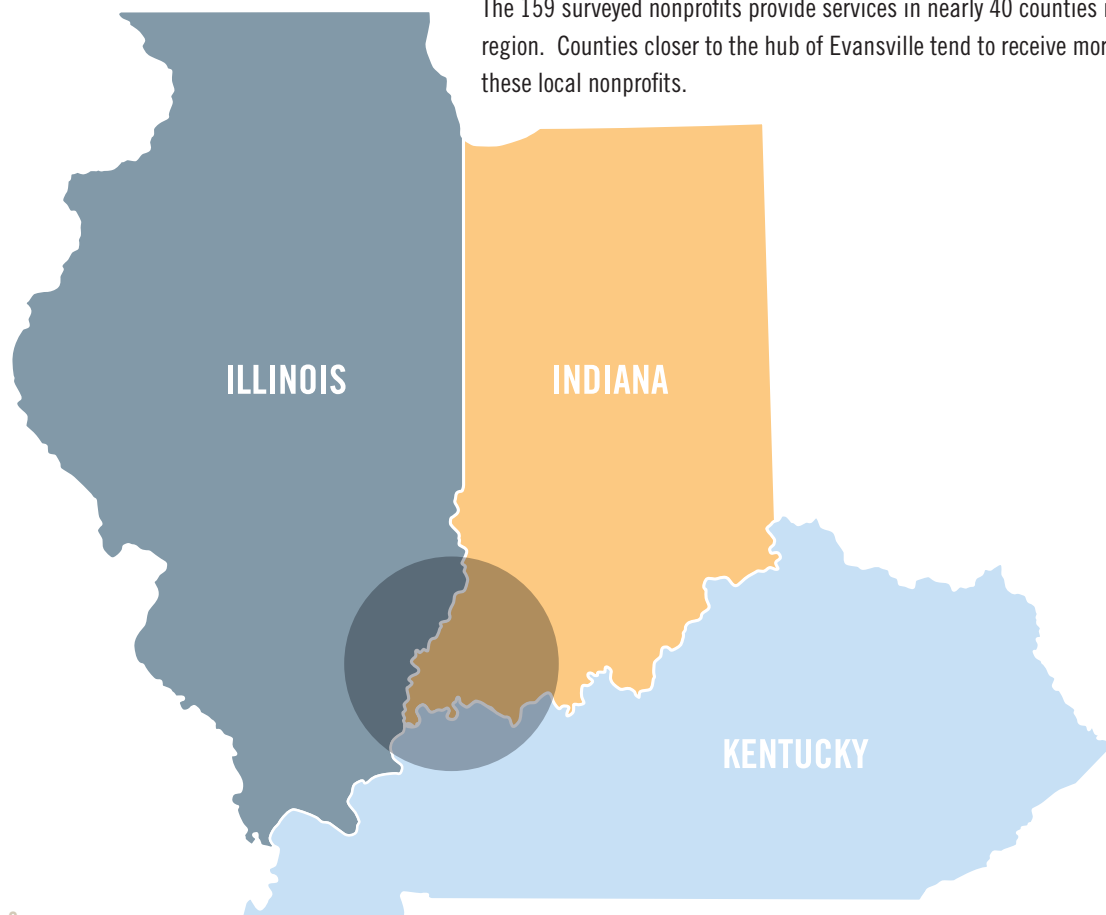 The 159 surveyed nonprofits provide services in nearly 40 counties
region. Counties closer to the hub of Evansville tend to receive
these local nonprofits.
ILLINOIS
INDIANA
KENTUCKY